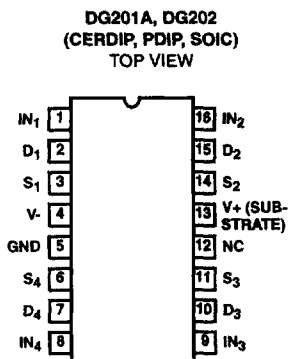 DG201A, DG202
(CERDIP, PDIP, SOIC)
TOP VIEW
IN1 1 16 IN2
D1 2 15 D2
S1 3 14 S2
V- 4 13 V+ (SUB-
STRATE)
GND 5 12 NC
S4 6 11 S3
D4 7 10 D3
IN4 8 9 IN3